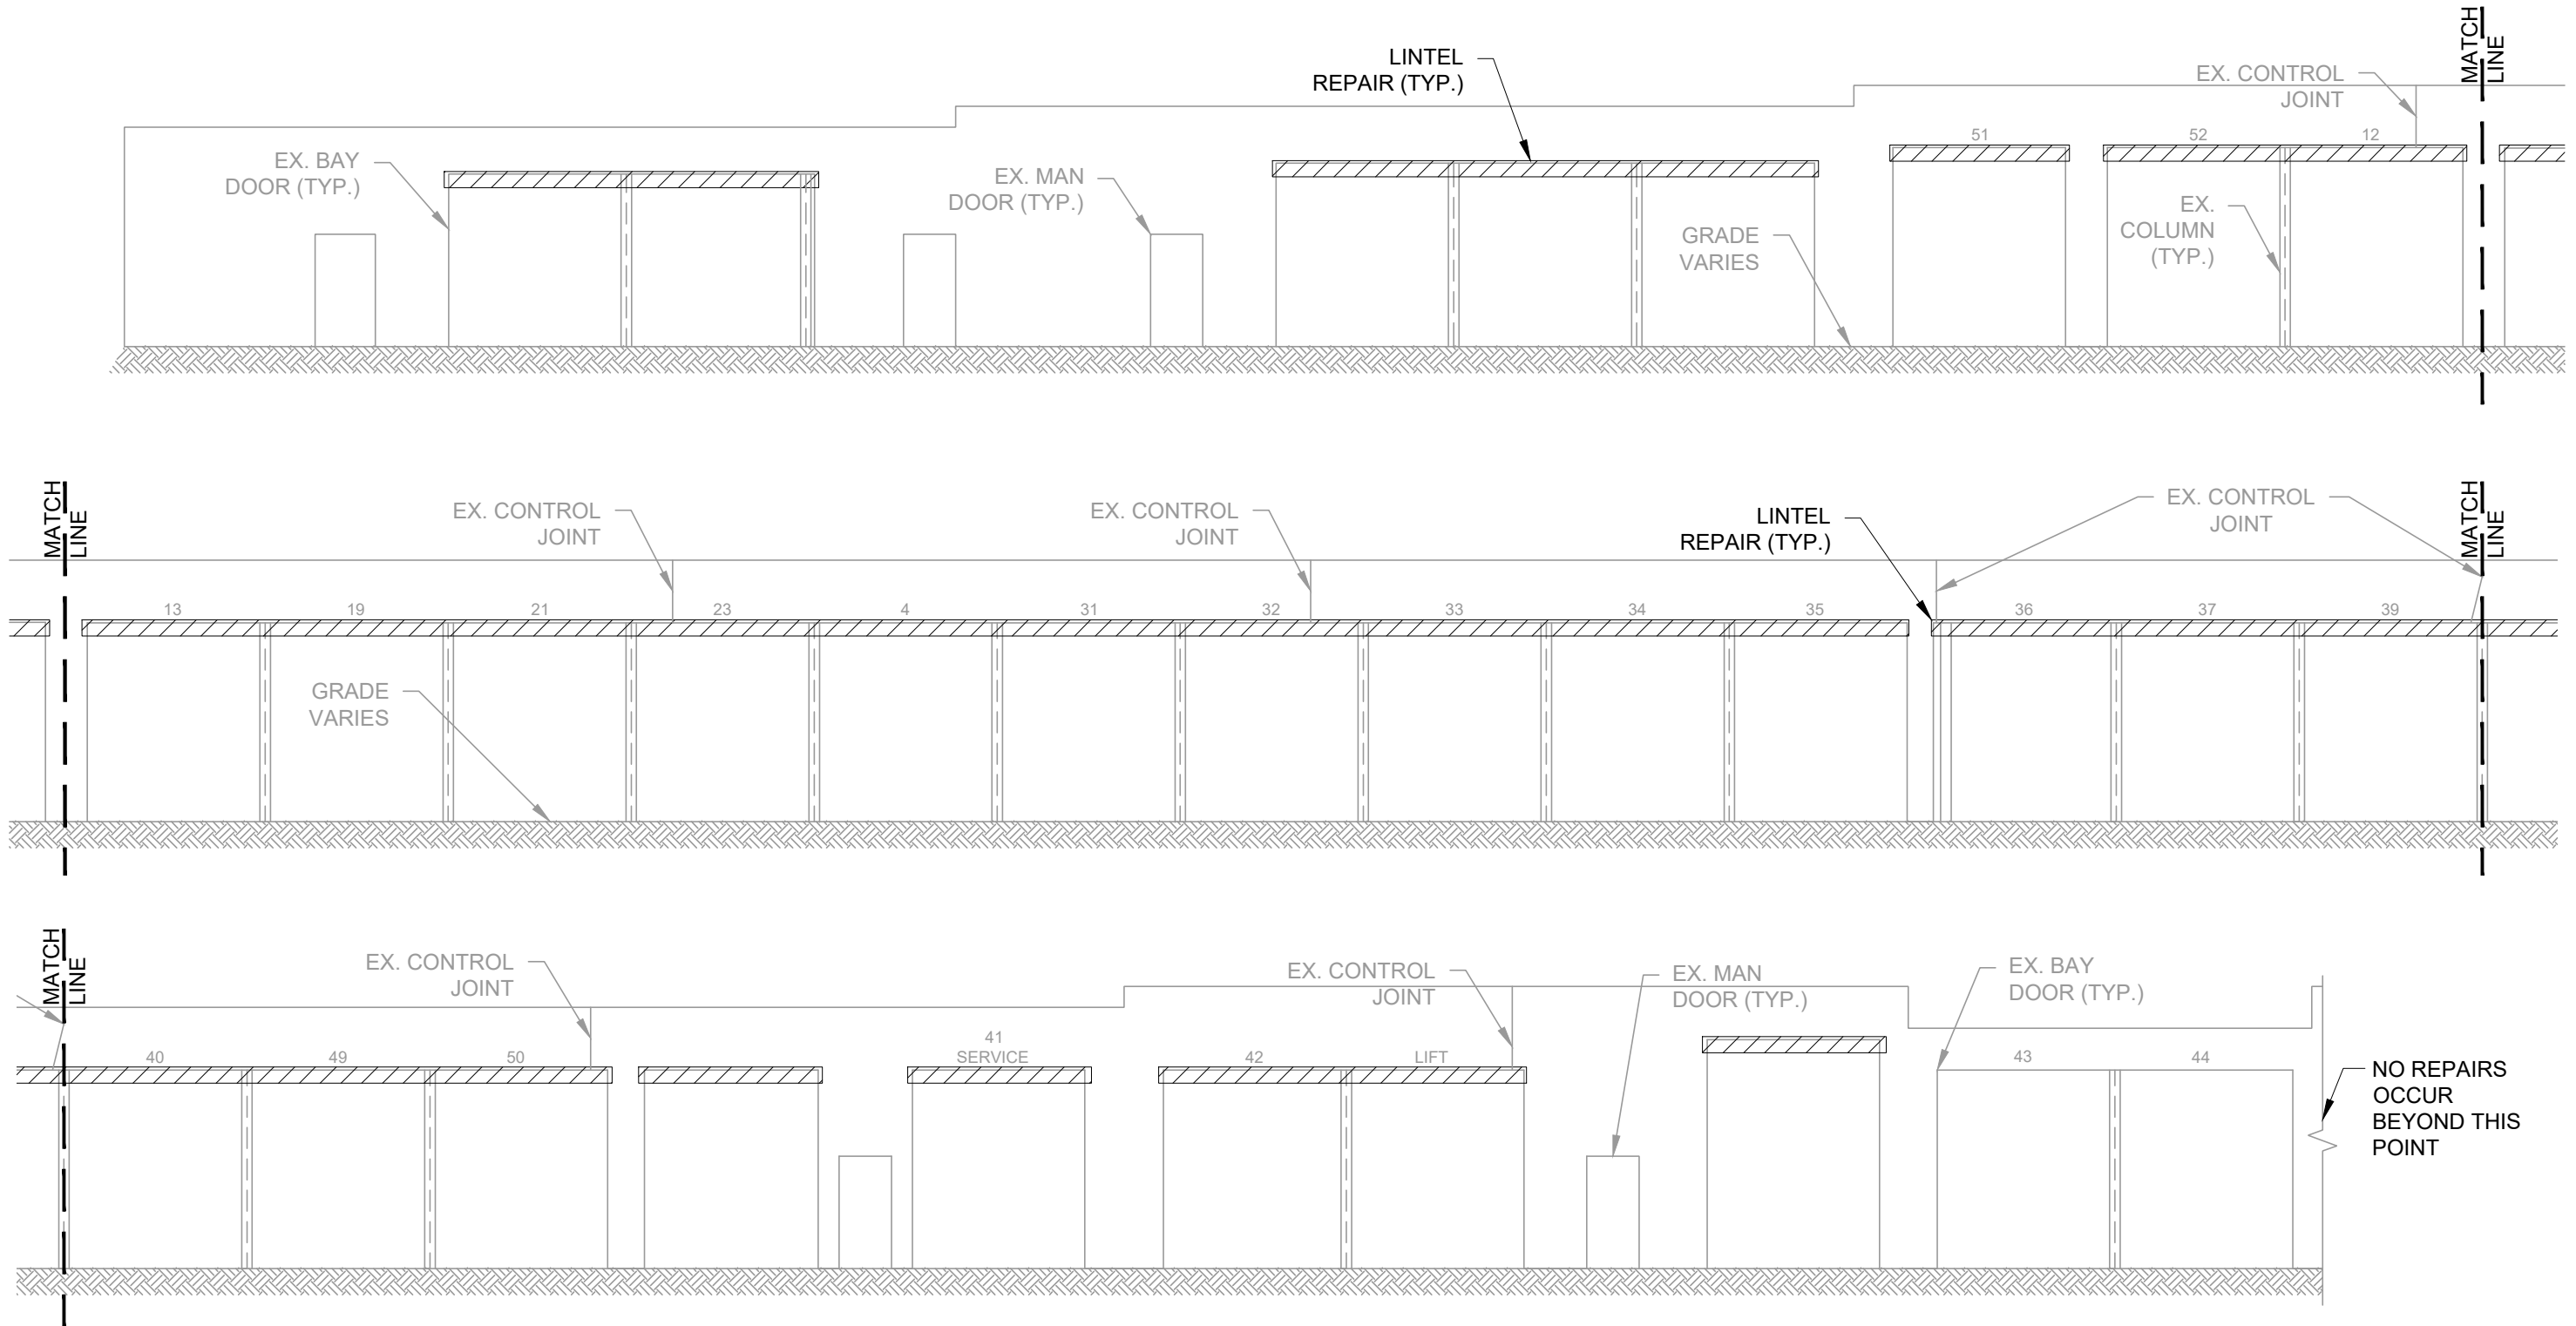 LINTEL
REPAIR (TYP.)
EX. CONTROL
JOINT
MATCH
LINE
EX. BAY
DOOR (TYP.)
EX. MAN
DOOR (TYP.)
GRADE
VARIES
51
52
12
EX.
COLUMN
(TYP.)
MATCH
LINE
EX. CONTROL
JOINT
EX. CONTROL
JOINT
LINTEL
REPAIR (TYP.)
EX. CONTROL
JOINT
MATCH
LINE
13
19
21
23
4
31
32
33
34
35
36
37
39
GRADE
VARIES
MATCH
LINE
EX. CONTROL
JOINT
EX. CONTROL
JOINT
EX. MAN
DOOR (TYP.)
EX. BAY
DOOR (TYP.)
40
49
50
41
SERVICE
42
LIFT
43
44
NO REPAIRS
OCCUR
BEYOND THIS
POINT